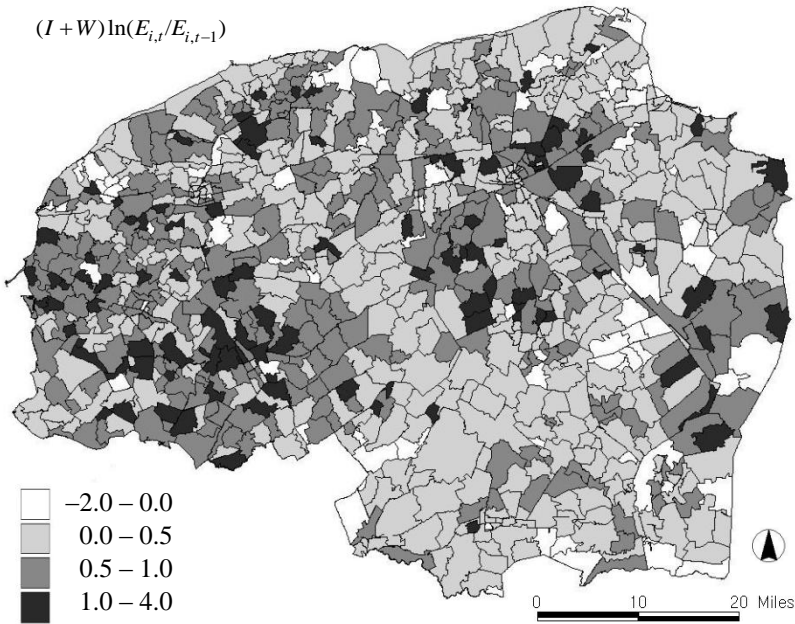 (I + W) ln(E_{i,t}/E_{i,t−1})
−2.0 – 0.0
0.0 – 0.5
0.5 – 1.0
1.0 – 4.0
0 10 20 Miles